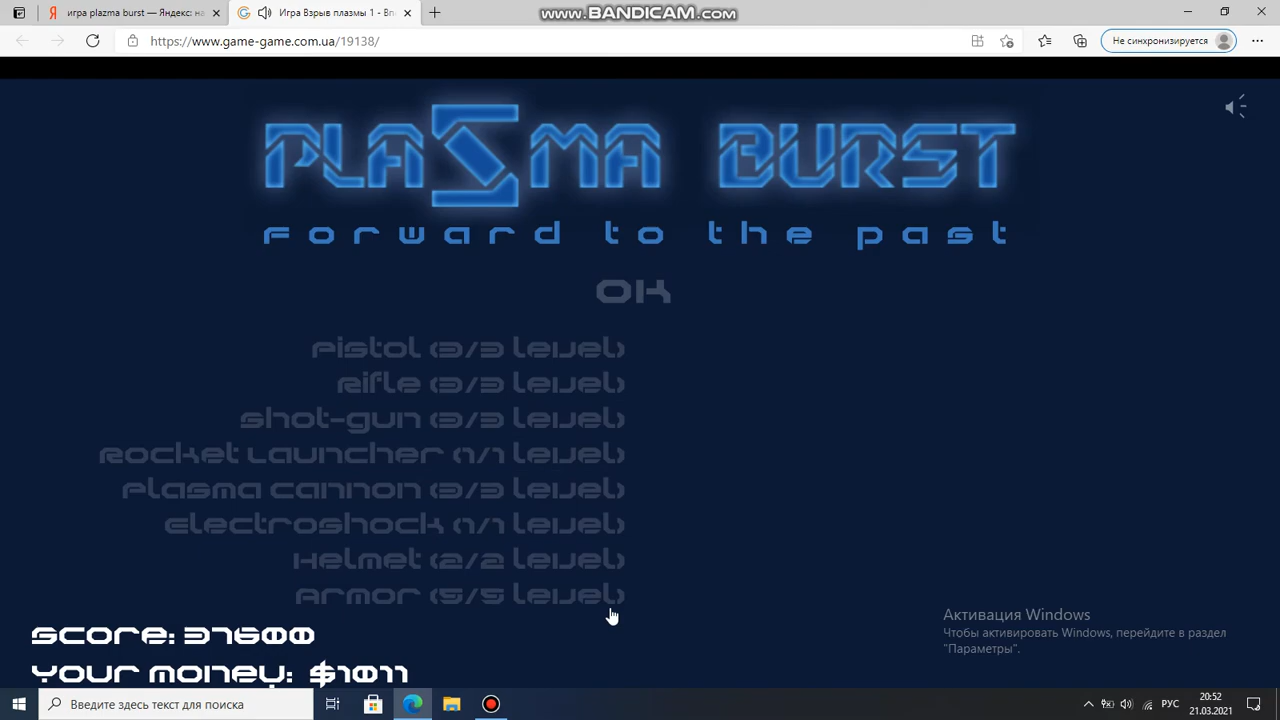 игра plazma burst — Яндекс на
Игра Взрыв плазмы 1 - Вп
www.BANDICAM.com
https://www.game-game.com.ua/19138/
Не синхронизируется
PLASMA BURST
forward to the past
OK
Pistol (3/3 level)
Rifle (3/3 level)
Shot-gun (3/3 level)
Rocket Launcher (1/1 level)
Plasma cannon (3/3 level)
Electroshock (1/1 level)
Helmet (2/2 level)
Armor (5/5 level)
Score: 37600
Your money: $1011
Активация Windows
Чтобы активировать Windows, перейдите в раздел
"Параметры".
Введите здесь текст для поиска
РУС
20:52
21.03.2021